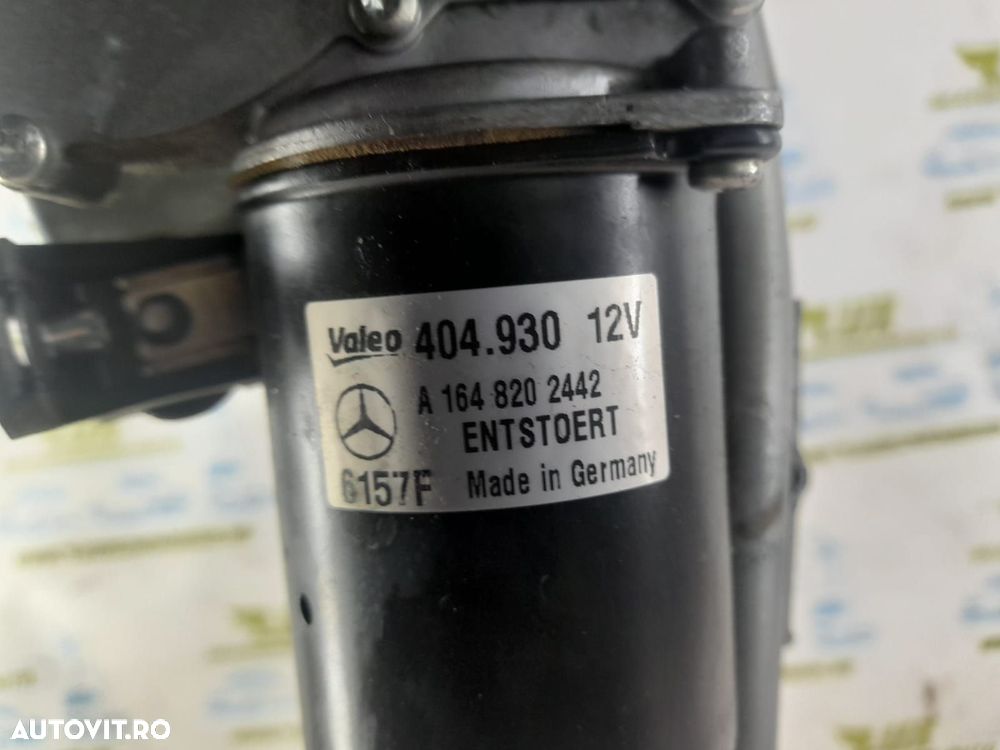 Valeo 404.930 12V
A 164 820 2442
ENTSTOERT
6157F Made in Germany
AUTOVIT.RO